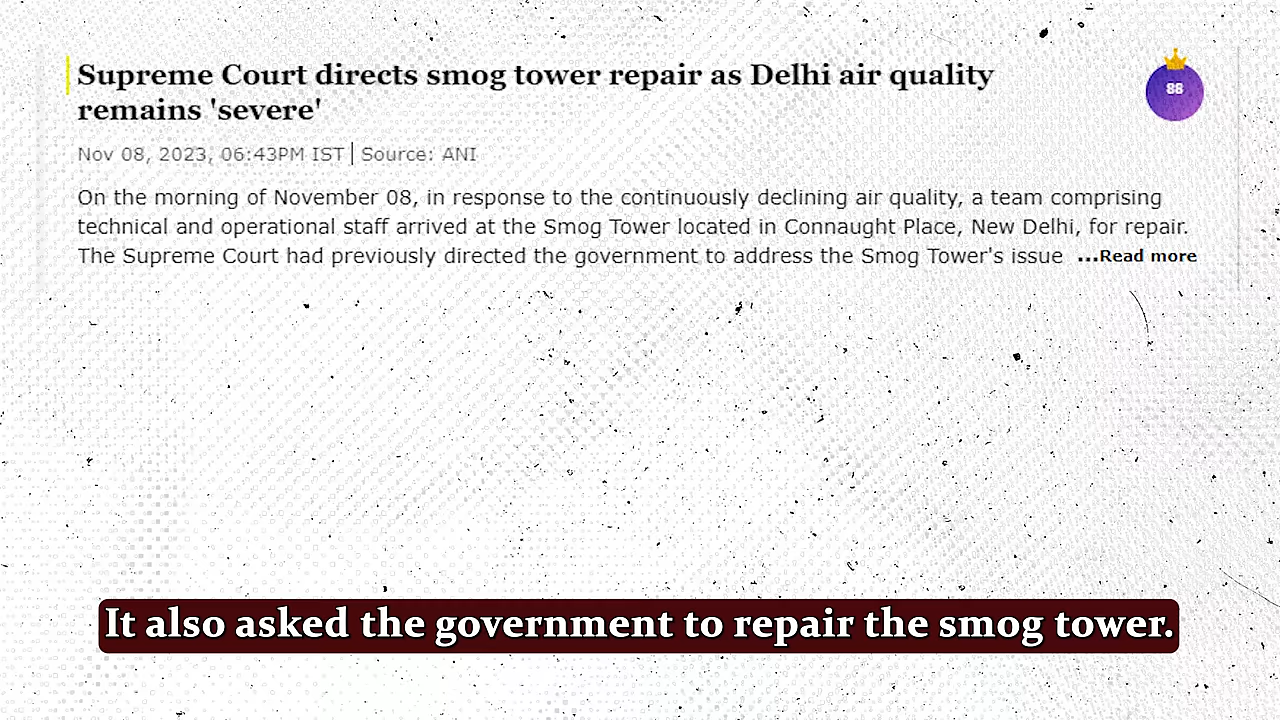 Supreme Court directs smog tower repair as Delhi air quality
remains 'severe'
88
Nov 08, 2023, 06:43PM IST | Source: ANI
On the morning of November 08, in response to the continuously declining air quality, a team comprising
technical and operational staff arrived at the Smog Tower located in Connaught Place, New Delhi, for repair.
The Supreme Court had previously directed the government to address the Smog Tower's issue ...Read more
It also asked the government to repair the smog tower.